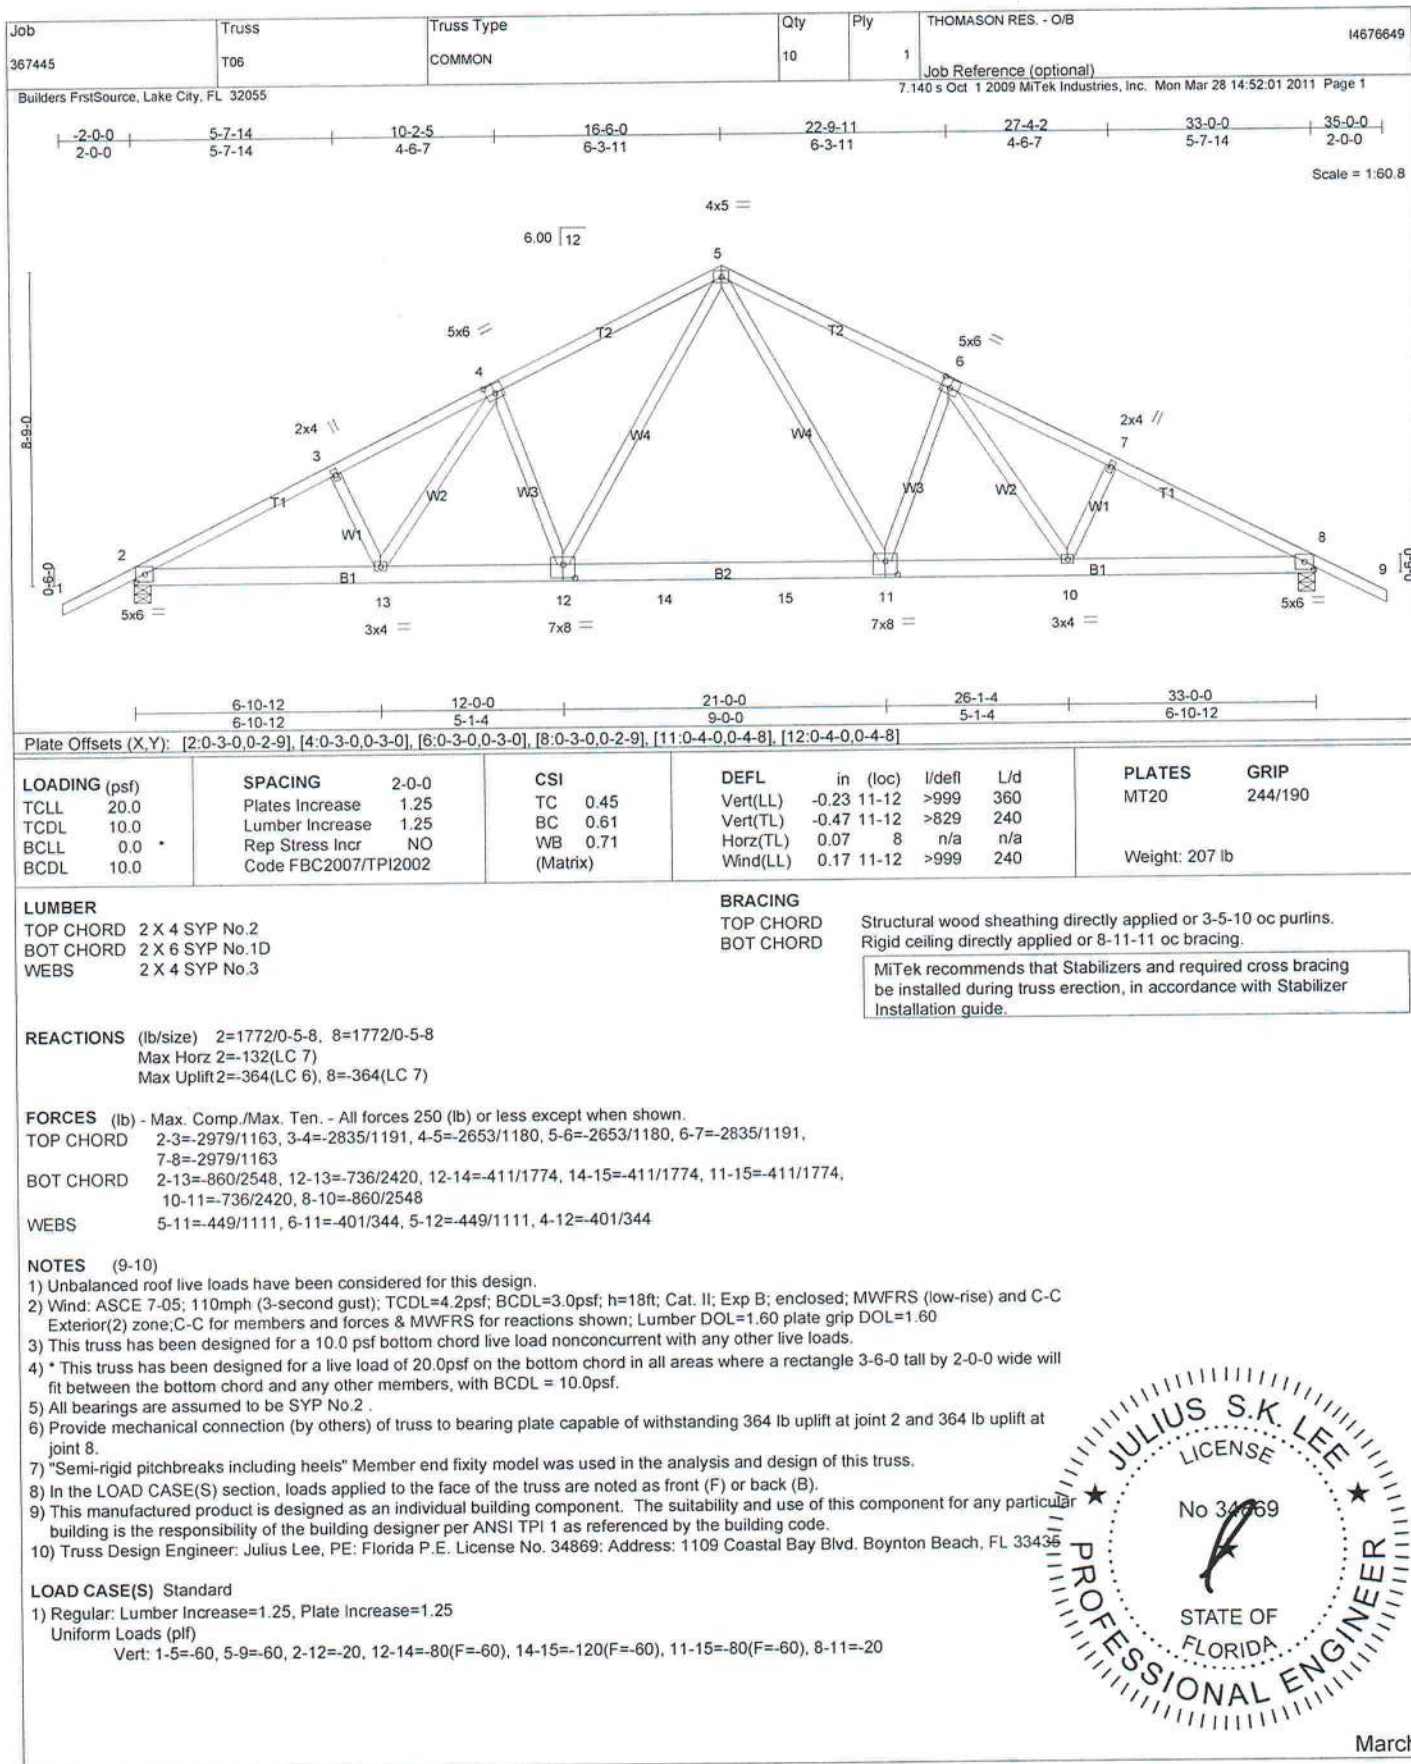 Job Truss Truss Type Qty Ply THOMASON RES. - O/B
I4676649
367445 T06 COMMON 10 1
Job Reference (optional)
Builders FrstSource, Lake City, FL 32055 7.140 s Oct 1 2009 MiTek Industries, Inc. Mon Mar 28 14:52:01 2011 Page 1
-2-0-0 5-7-14 10-2-5 16-6-0 22-9-11 27-4-2 33-0-0 35-0-0
2-0-0 5-7-14 4-6-7 6-3-11 6-3-11 4-6-7 5-7-14 2-0-0
Scale = 1:60.8
4x5 =
6.00 12
5
5x6
T2 T2
5x6
4 6
8-9-0
2x4 2x4
W4 W4
3 7
T1 W2 W3 W3 W2 T1
W1 W1
2 8
0-6-0 1 B1 B2 B1 9 0-6-0
5x6 = 13 12 14 15 11 10 5x6 =
3x4 = 7x8 = 7x8 = 3x4 =
6-10-12 12-0-0 21-0-0 26-1-4 33-0-0
6-10-12 5-1-4 9-0-0 5-1-4 6-10-12
Plate Offsets (X,Y): [2:0-3-0,0-2-9], [4:0-3-0,0-3-0], [6:0-3-0,0-3-0], [8:0-3-0,0-2-9], [11:0-4-0,0-4-8], [12:0-4-0,0-4-8]
LOADING (psf)
TCLL 20.0
TCDL 10.0
BCLL 0.0 *
BCDL 10.0
SPACING 2-0-0
Plates Increase 1.25
Lumber Increase 1.25
Rep Stress Incr NO
Code FBC2007/TPI2002
CSI
TC 0.45
BC 0.61
WB 0.71
(Matrix)
DEFL in (loc) l/defl L/d
Vert(LL) -0.23 11-12 >999 360
Vert(TL) -0.47 11-12 >829 240
Horz(TL) 0.07 8 n/a n/a
Wind(LL) 0.17 11-12 >999 240
PLATES GRIP
MT20 244/190
Weight: 207 lb
LUMBER
TOP CHORD 2 X 4 SYP No.2
BOT CHORD 2 X 6 SYP No.1D
WEBS 2 X 4 SYP No.3
BRACING
TOP CHORD Structural wood sheathing directly applied or 3-5-10 oc purlins.
BOT CHORD Rigid ceiling directly applied or 8-11-11 oc bracing.
MiTek recommends that Stabilizers and required cross bracing
be installed during truss erection, in accordance with Stabilizer
Installation guide.
REACTIONS (lb/size) 2=1772/0-5-8, 8=1772/0-5-8
Max Horz 2=-132(LC 7)
Max Uplift2=-364(LC 6), 8=-364(LC 7)
FORCES (lb) - Max. Comp./Max. Ten. - All forces 250 (lb) or less except when shown.
TOP CHORD 2-3=-2979/1163, 3-4=-2835/1191, 4-5=-2653/1180, 5-6=-2653/1180, 6-7=-2835/1191,
7-8=-2979/1163
BOT CHORD 2-13=-860/2548, 12-13=-736/2420, 12-14=-411/1774, 14-15=-411/1774, 11-15=-411/1774,
10-11=-736/2420, 8-10=-860/2548
WEBS 5-11=-449/1111, 6-11=-401/344, 5-12=-449/1111, 4-12=-401/344
NOTES (9-10)
1) Unbalanced roof live loads have been considered for this design.
2) Wind: ASCE 7-05; 110mph (3-second gust); TCDL=4.2psf; BCDL=3.0psf; h=18ft; Cat. II; Exp B; enclosed; MWFRS (low-rise) and C-C
Exterior(2) zone;C-C for members and forces & MWFRS for reactions shown; Lumber DOL=1.60 plate grip DOL=1.60
3) This truss has been designed for a 10.0 psf bottom chord live load nonconcurrent with any other live loads.
4) * This truss has been designed for a live load of 20.0psf on the bottom chord in all areas where a rectangle 3-6-0 tall by 2-0-0 wide will
fit between the bottom chord and any other members, with BCDL = 10.0psf.
5) All bearings are assumed to be SYP No.2 .
6) Provide mechanical connection (by others) of truss to bearing plate capable of withstanding 364 lb uplift at joint 2 and 364 lb uplift at
joint 8.
7) "Semi-rigid pitchbreaks including heels" Member end fixity model was used in the analysis and design of this truss.
8) In the LOAD CASE(S) section, loads applied to the face of the truss are noted as front (F) or back (B).
9) This manufactured product is designed as an individual building component. The suitability and use of this component for any particular
building is the responsibility of the building designer per ANSI TPI 1 as referenced by the building code.
10) Truss Design Engineer: Julius Lee, PE: Florida P.E. License No. 34869: Address: 1109 Coastal Bay Blvd. Boynton Beach, FL 33435
LOAD CASE(S) Standard
1) Regular: Lumber Increase=1.25, Plate Increase=1.25
Uniform Loads (plf)
Vert: 1-5=-60, 5-9=-60, 2-12=-20, 12-14=-80(F=-60), 14-15=-120(F=-60), 11-15=-80(F=-60), 8-11=-20
JULIUS S.K. LEE
LICENSE
No 34869
STATE OF
FLORIDA
PROFESSIONAL ENGINEER
March